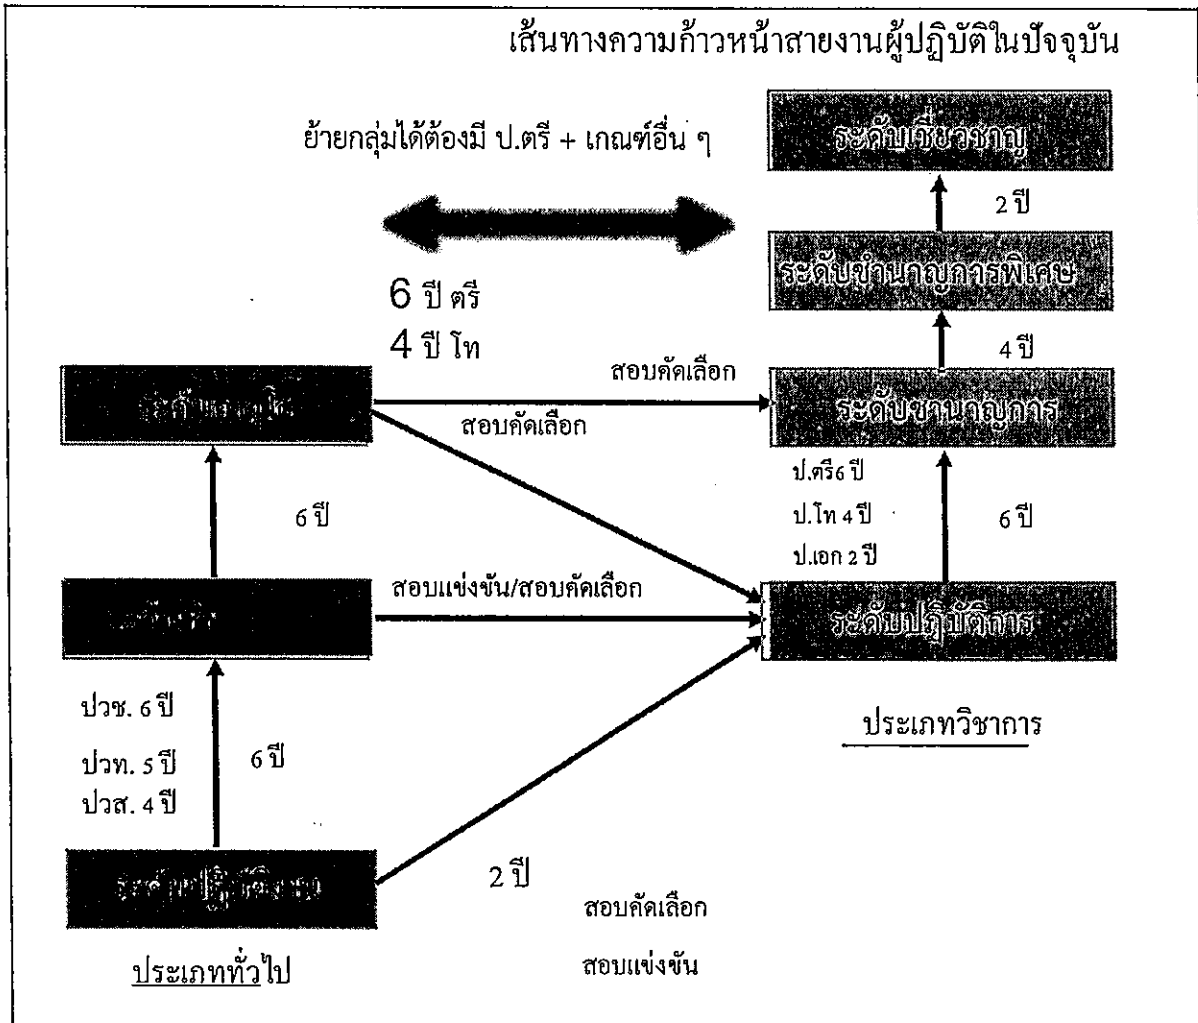 เส้นทางความก้าวหน้าสายงานผู้ปฏิบัติในปัจจุบัน
ย้ายกลุ่มได้ต้องมี ป.ตรี + เกณฑ์อื่น ๆ
ระดับเชี่ยวชาญ
2 ปี
ระดับชำนาญการพิเศษ
6 ปี ตรี
4 ปี โท
4 ปี
สอบคัดเลือก
ระดับชำนาญการ
สอบคัดเลือก
ป.ตรี6 ปี
ป.โท 4 ปี
ป.เอก 2 ปี
6 ปี
6 ปี
สอบแข่งขัน/สอบคัดเลือก
ระดับปฏิบัติการ
ประเภทวิชาการ
ปวช. 6 ปี
ปวท. 5 ปี
ปวส. 4 ปี
6 ปี
ระดับปฏิบัติงาน
2 ปี
สอบคัดเลือก
สอบแข่งขัน
ประเภททั่วไป